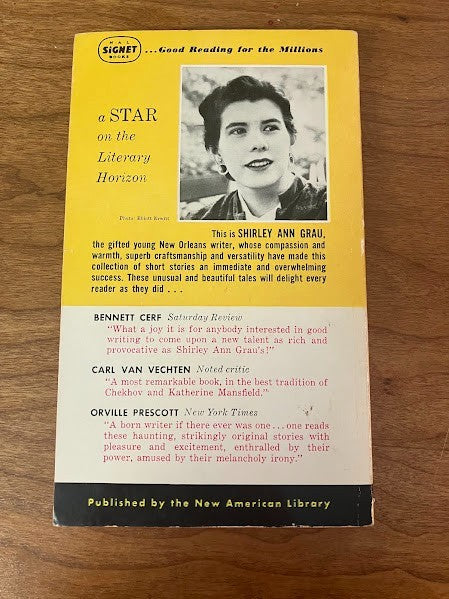 N·A·L
SIGNET
BOOKS
...Good Reading for the Millions
a STAR
on the
Literary
Horizon
This is SHIRLEY ANN GRAU,
the gifted young New Orleans writer, whose compassion and
warmth, superb craftsmanship and versatility have made this
collection of short stories an immediate and overwhelming
success. These unusual and beautiful tales will delight every
reader as they did . . .
BENNETT CERF Saturday Review
"What a joy it is for anybody interested in good
writing to come upon a new talent as rich and
provocative as Shirley Ann Grau's!"
CARL VAN VECHTEN Noted critic
"A most remarkable book, in the best tradition of
Chekhov and Katherine Mansfield."
ORVILLE PRESCOTT New York Times
"A born writer if there ever was one...one reads
these haunting, strikingly original stories with
pleasure and excitement, enthralled by their
power, amused by their melancholy irony."
Published by the New American Library